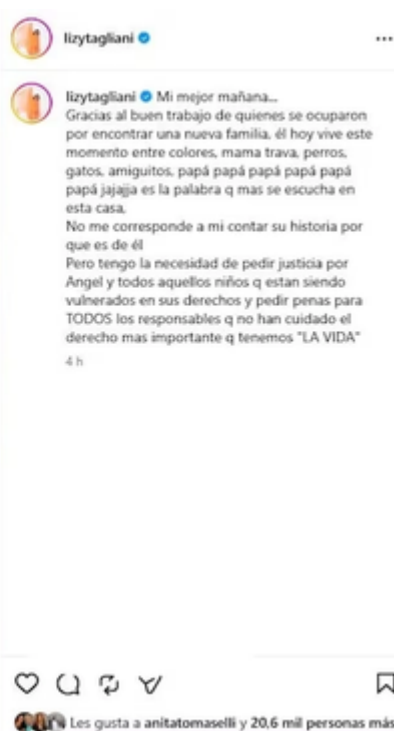 lizytagliani
lizytagliani Mi mejor mañana...
Gracias al buen trabajo de quienes se ocuparon
por encontrar una nueva familia, él hoy vive este
momento entre colores, mama trava, perros,
gatos, amiguitos, papá papá papá papá papá
papá jajajja es la palabra q mas se escucha en
esta casa.
No me corresponde a mi contar su historia por
que es de él
Pero tengo la necesidad de pedir justicia por
Angel y todos aquellos niños q estan siendo
vulnerados en sus derechos y pedir penas para
TODOS los responsables q no han cuidado el
derecho mas importante q tenemos "LA VIDA"
4 h
Les gusta a anitatomaselli y 20,6 mil personas más